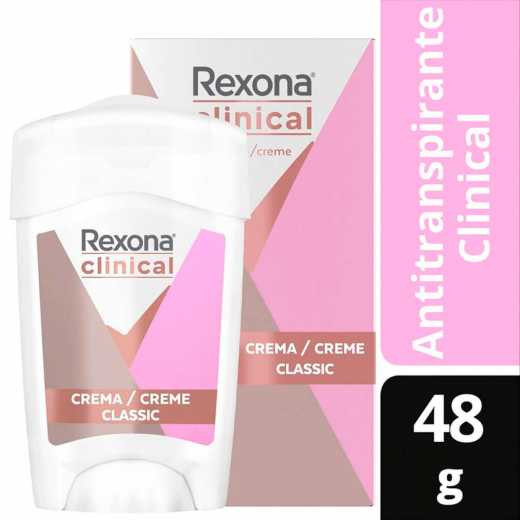 Rexona®
clinical
/creme
CREMA / CREME
CLASSIC
Rexona®
clinical
CREMA / CREME
CLASSIC
Antitranspirante
Clinical
48
g